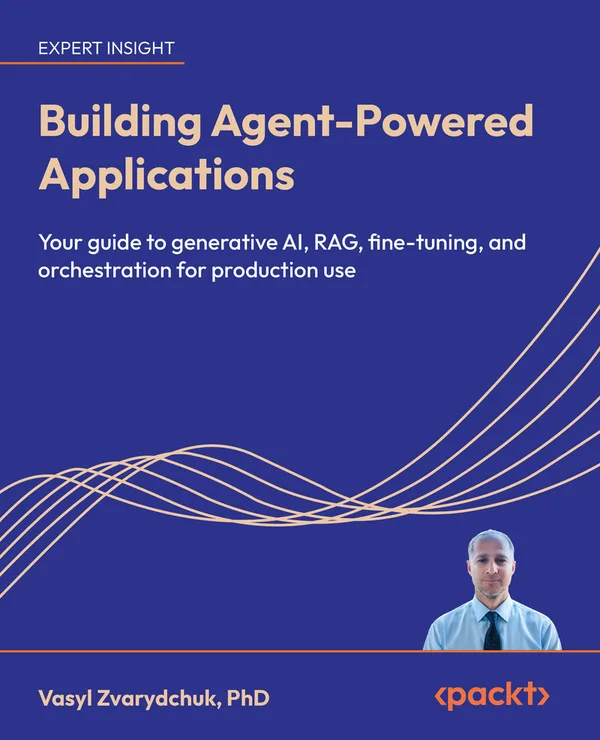 EXPERT INSIGHT
Building Agent-Powered
Applications
Your guide to generative AI, RAG, fine-tuning, and
orchestration for production use
Vasyl Zvarydchuk, PhD
<packt>